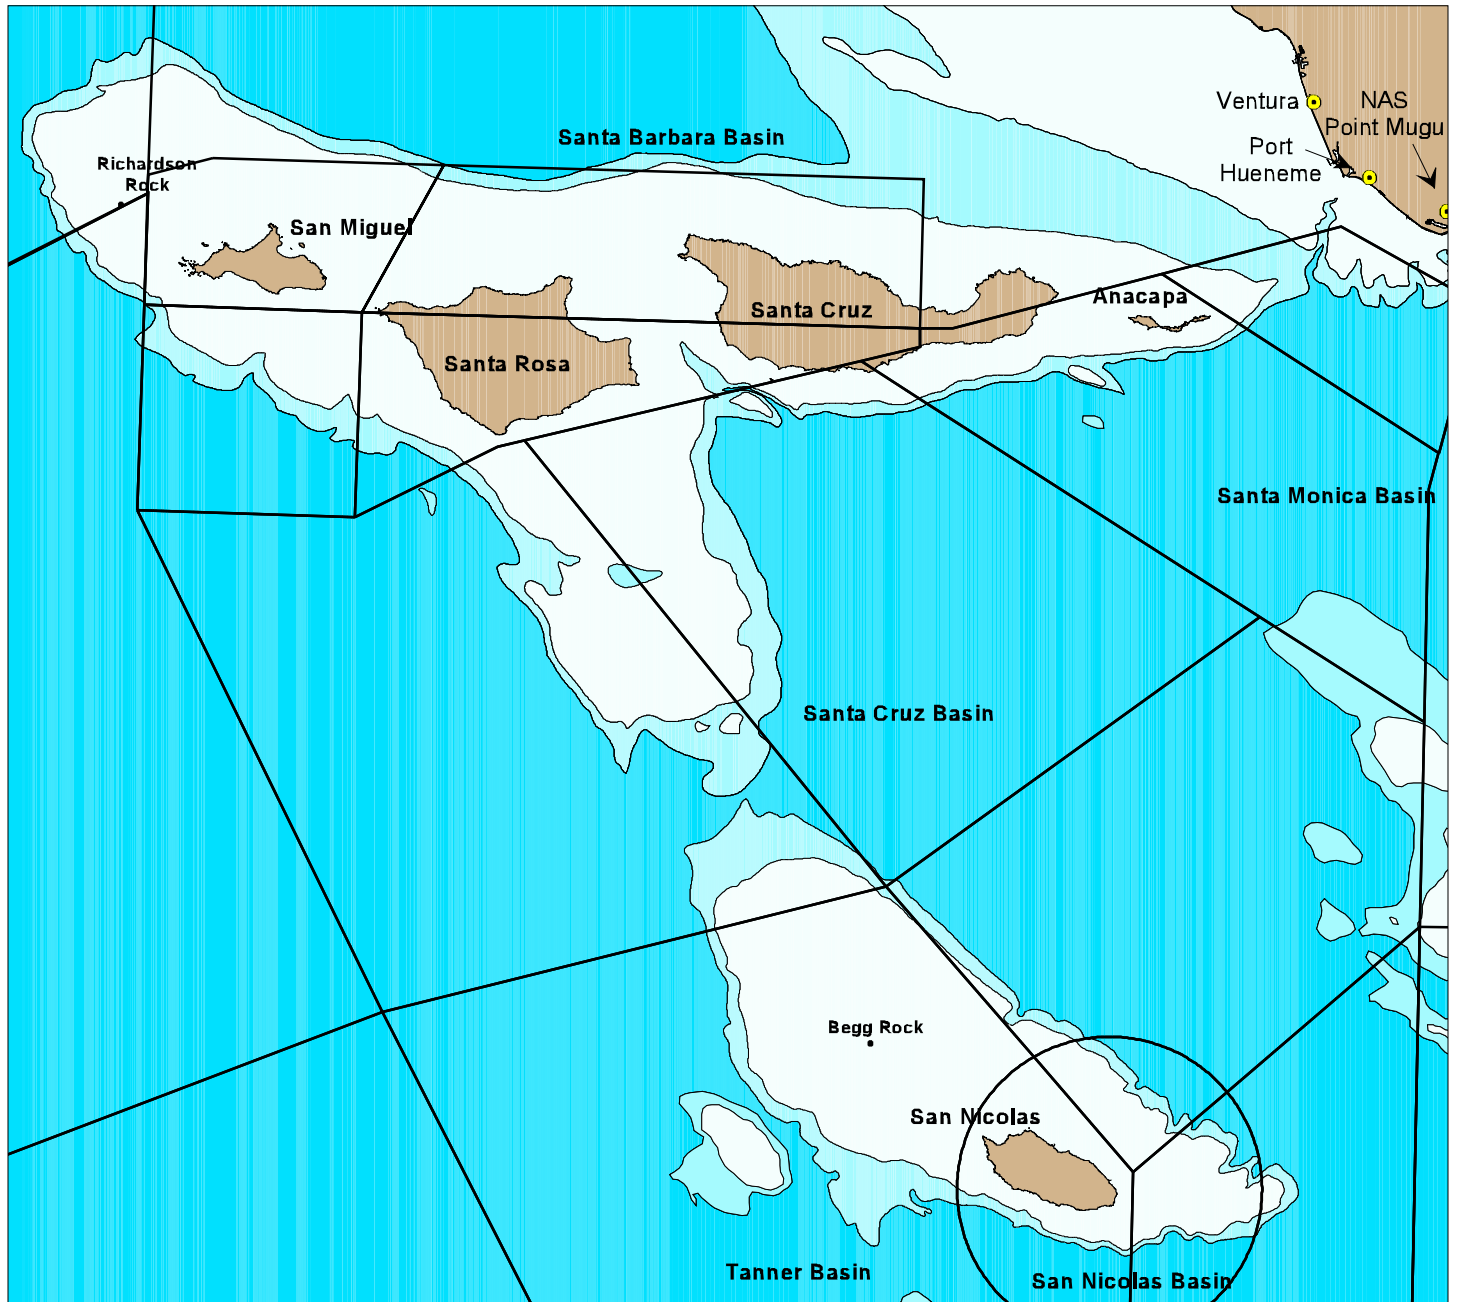 Ventura
NAS
Point Mugu
Port
Hueneme
Santa Barbara Basin
Richardson
Rock
San Miguel
Anacapa
Santa Cruz
Santa Rosa
Santa Monica Basin
Santa Cruz Basin
Begg Rock
San Nicolas
Tanner Basin
San Nicolas Basin